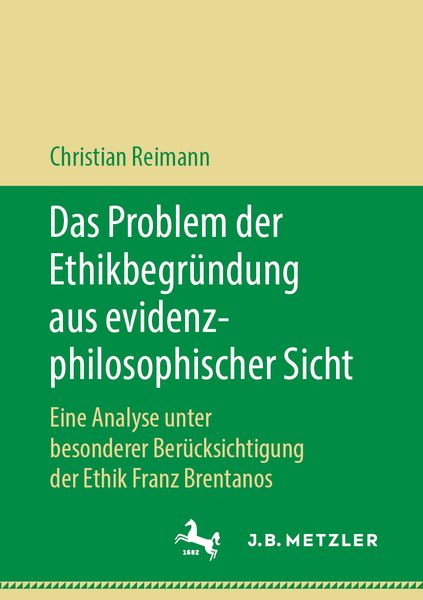 Christian Reimann
Das Problem der
Ethikbegründung
aus evidenz-
philosophischer Sicht
Eine Analyse unter
besonderer Berücksichtigung
der Ethik Franz Brentanos
1682
J.B. METZLER